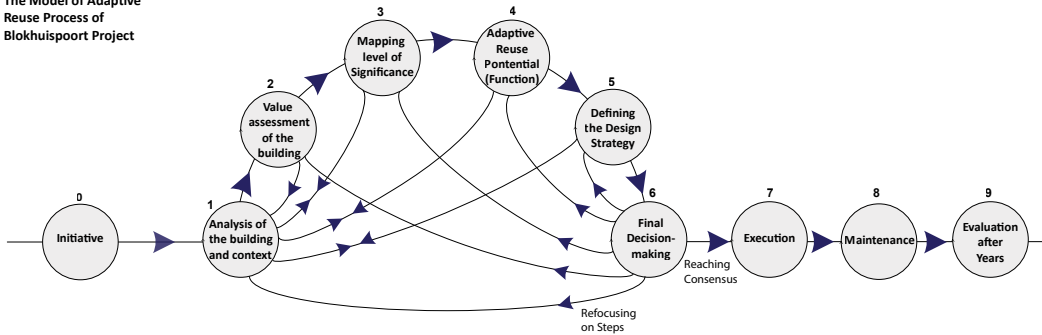 The Model of Adaptive
Reuse Process of
Blokhuispoort Project
0
Initiative
1
Analysis of
the building
and context
2
Value
assessment
of the
building
3
Mapping
level of
Significance
4
Adaptive
Reuse
Pontential
(Function)
5
Defining
the Design
Strategy
6
Final
Decision-
making
Reaching
Consensus
Refocusing
on Steps
7
Execution
8
Maintenance
9
Evaluation
after
Years